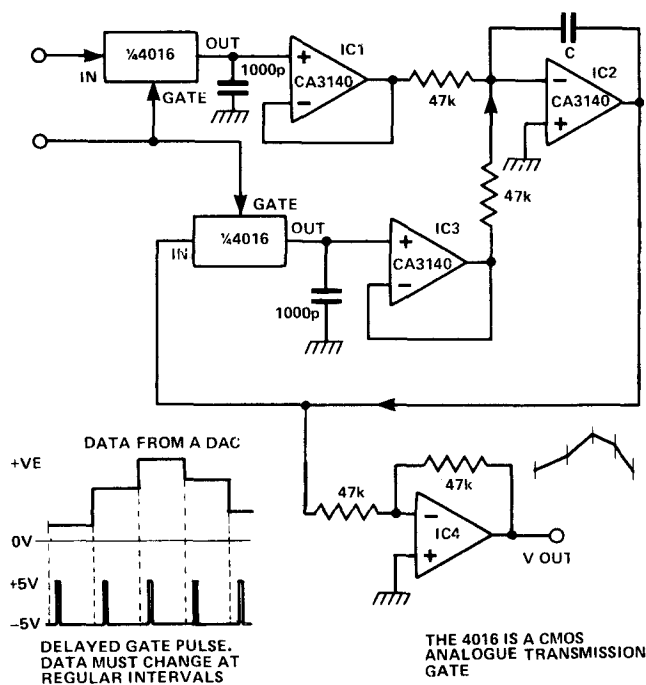 OUT
IC1
¼4016
1000p
+
CA3140
−
IN
GATE
47k
C
IC2
−
CA3140
+
47k
GATE
OUT
IC3
¼4016
IN
+
CA3140
−
1000p
DATA FROM A DAC
+VE
0V
+5V
−5V
47k
47k
−
IC4
+
V OUT
DELAYED GATE PULSE.
DATA MUST CHANGE AT
REGULAR INTERVALS
THE 4016 IS A CMOS
ANALOGUE TRANSMISSION
GATE